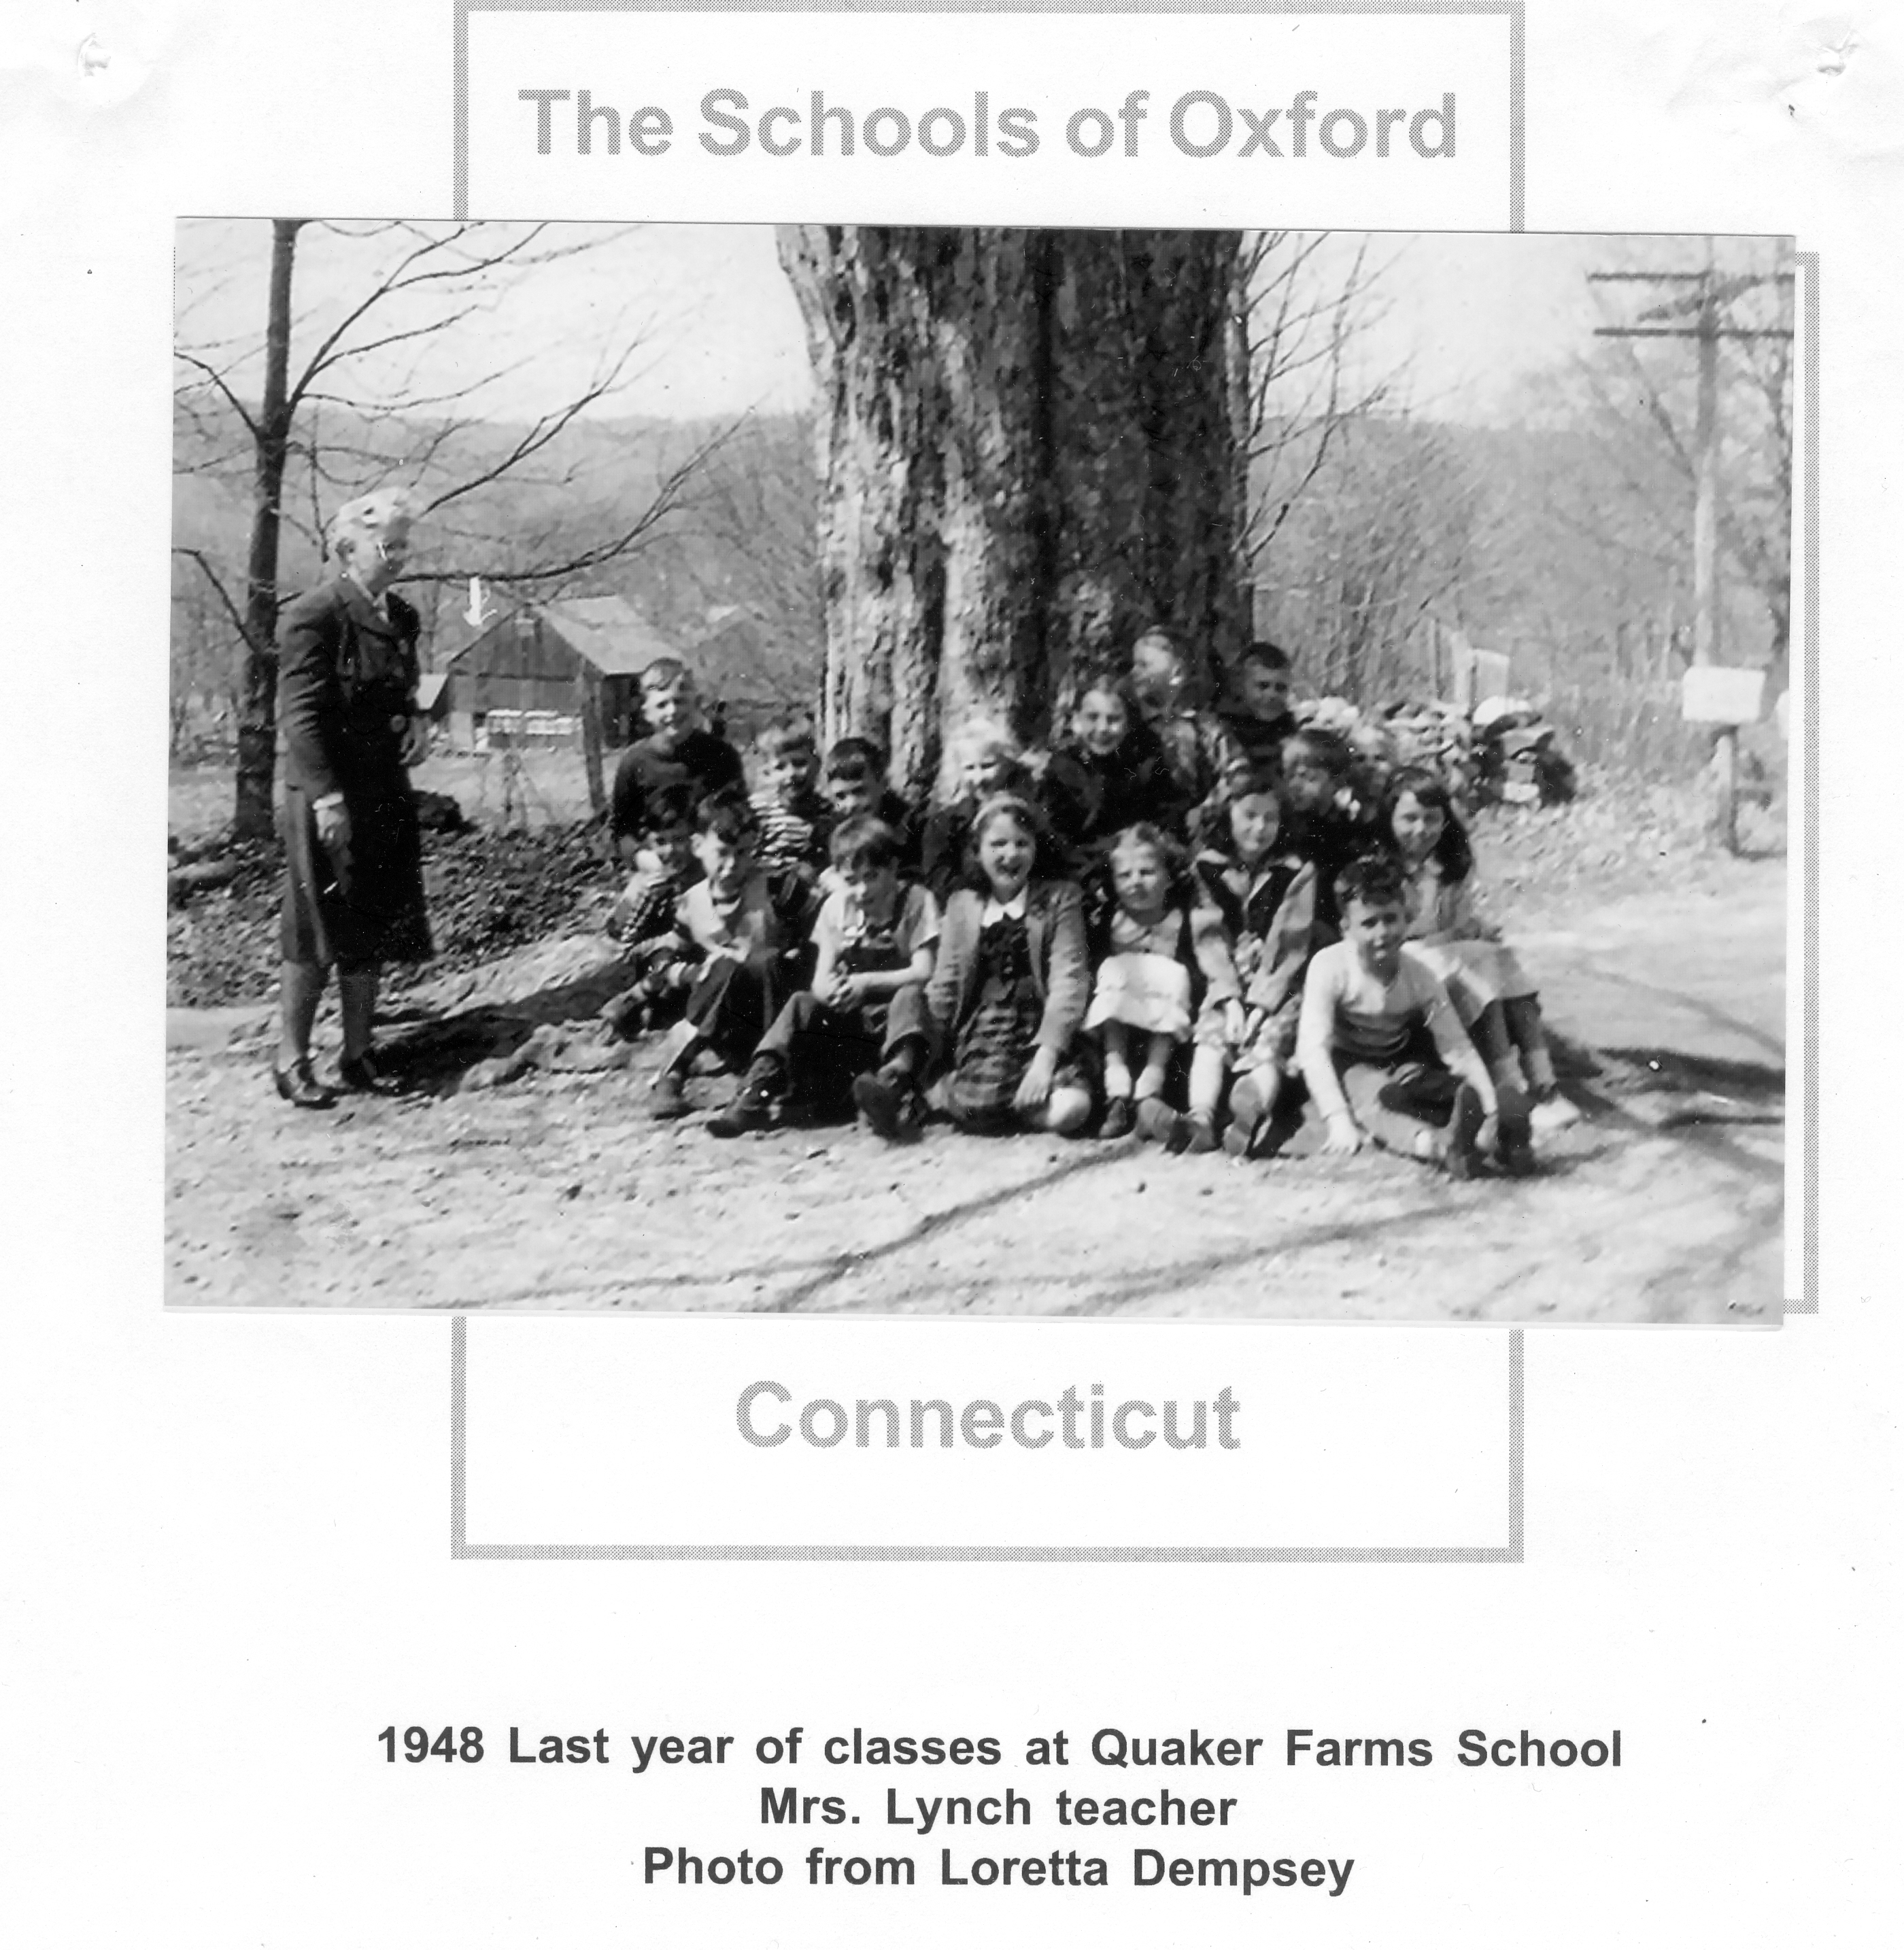 The Schools of Oxford
Connecticut
1948 Last year of classes at Quaker Farms School
Mrs. Lynch teacher
Photo from Loretta Dempsey